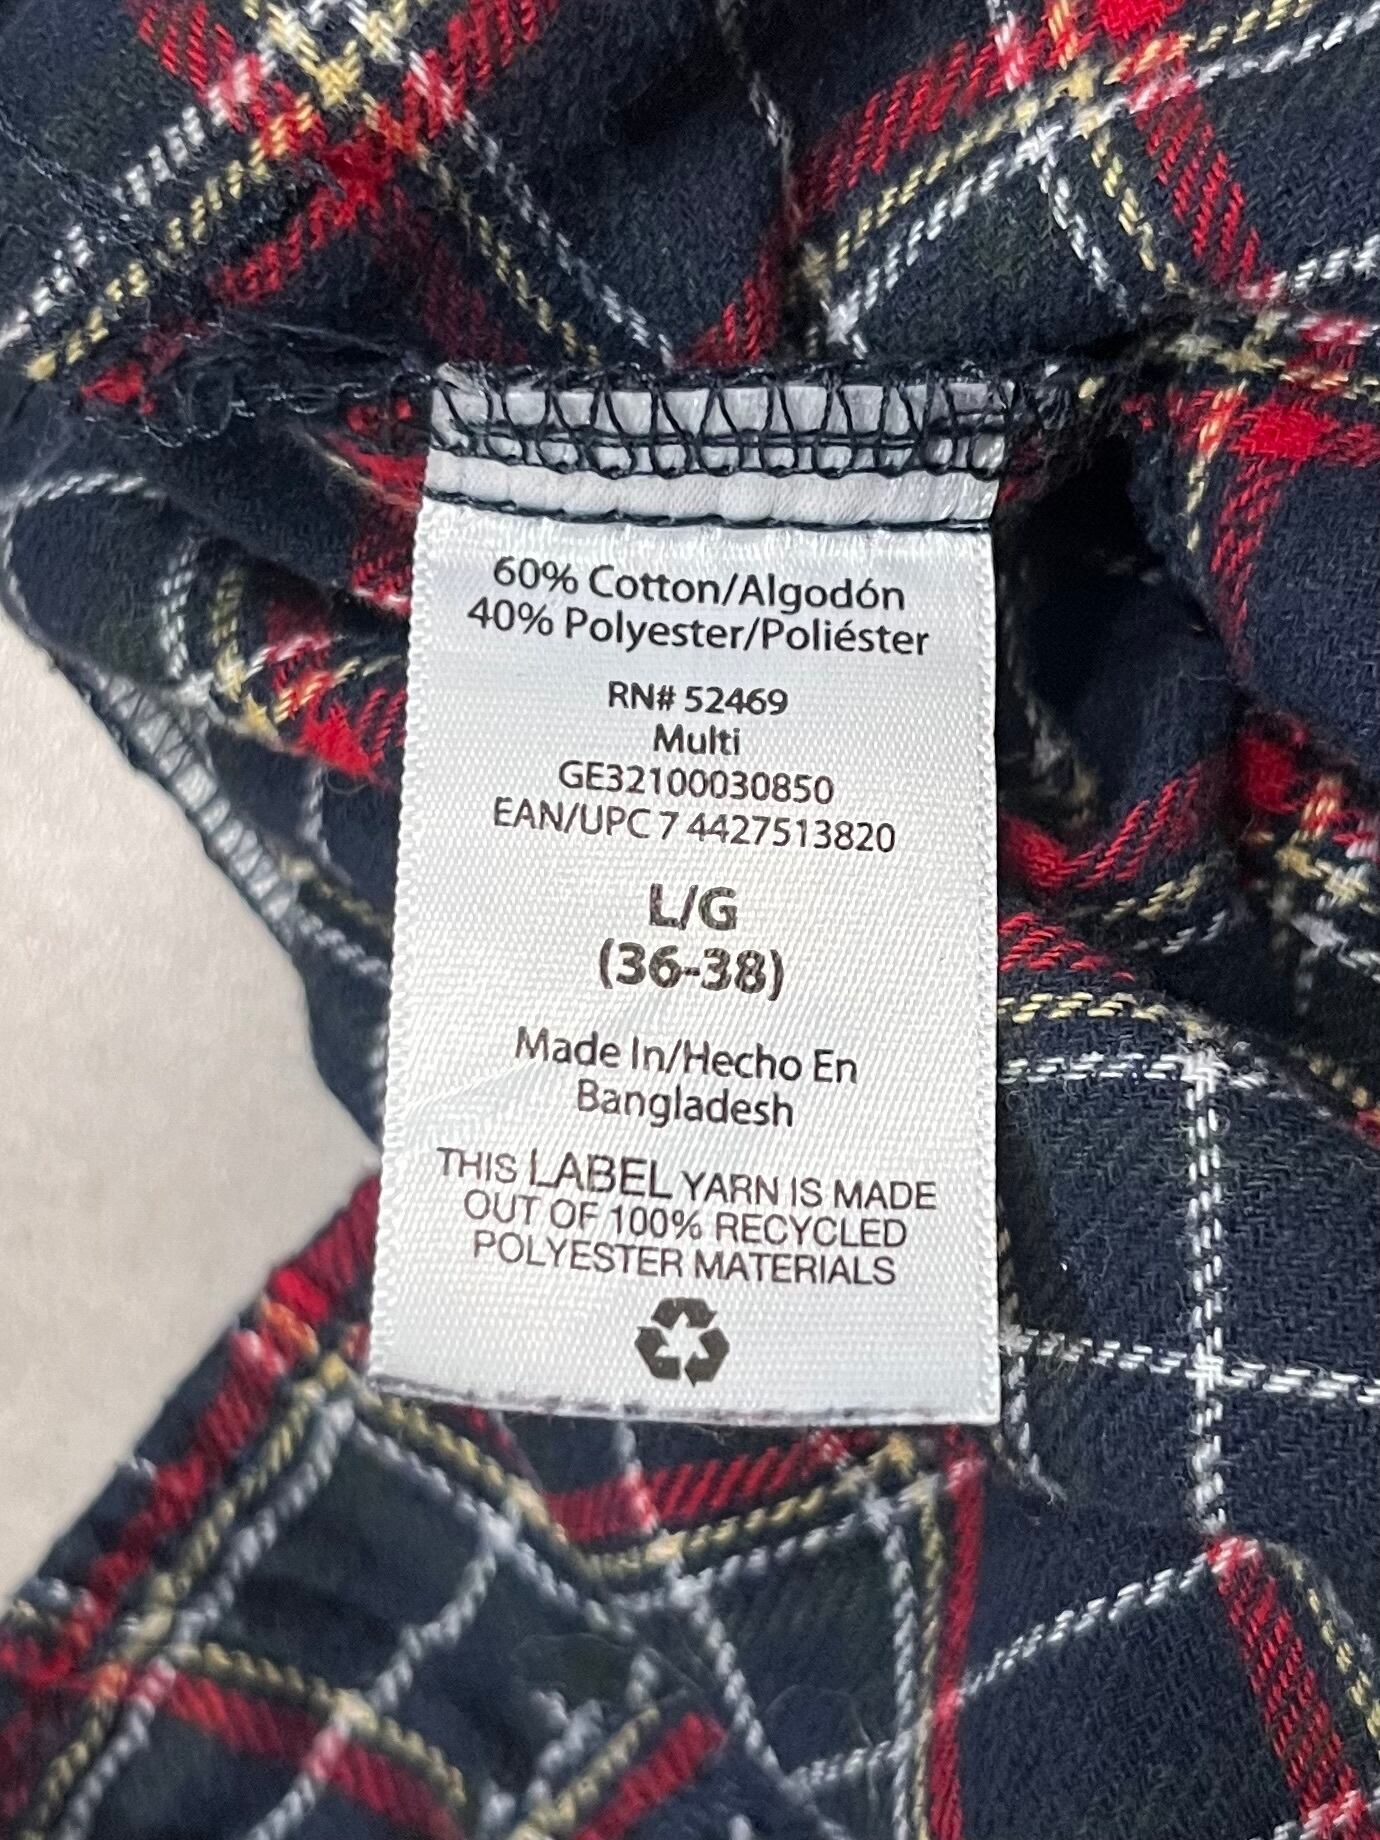 60% Cotton/Algodón
40% Polyester/Poliéster
RN# 52469
Multi
GE32100030850
EAN/UPC 7 4427513820
L/G
(36-38)
Made In/Hecho En
Bangladesh
THIS LABEL YARN IS MADE
OUT OF 100% RECYCLED
POLYESTER MATERIALS